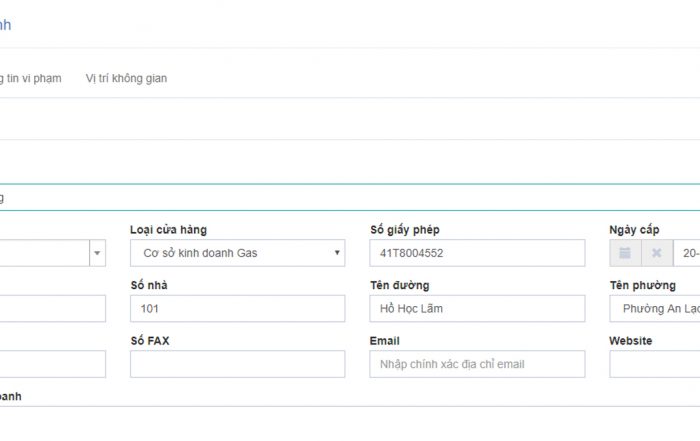 nh
g tin vi phạm Vị trí không gian
g
Loại cửa hàng Số giấy phép Ngày cấp
Cơ sở kinh doanh Gas 41T8004552 20-
Số nhà Tên đường Tên phường
101 Hồ Học Lãm Phường An Lạc
Số FAX Email Website
Nhập chính xác địa chỉ email
oanh